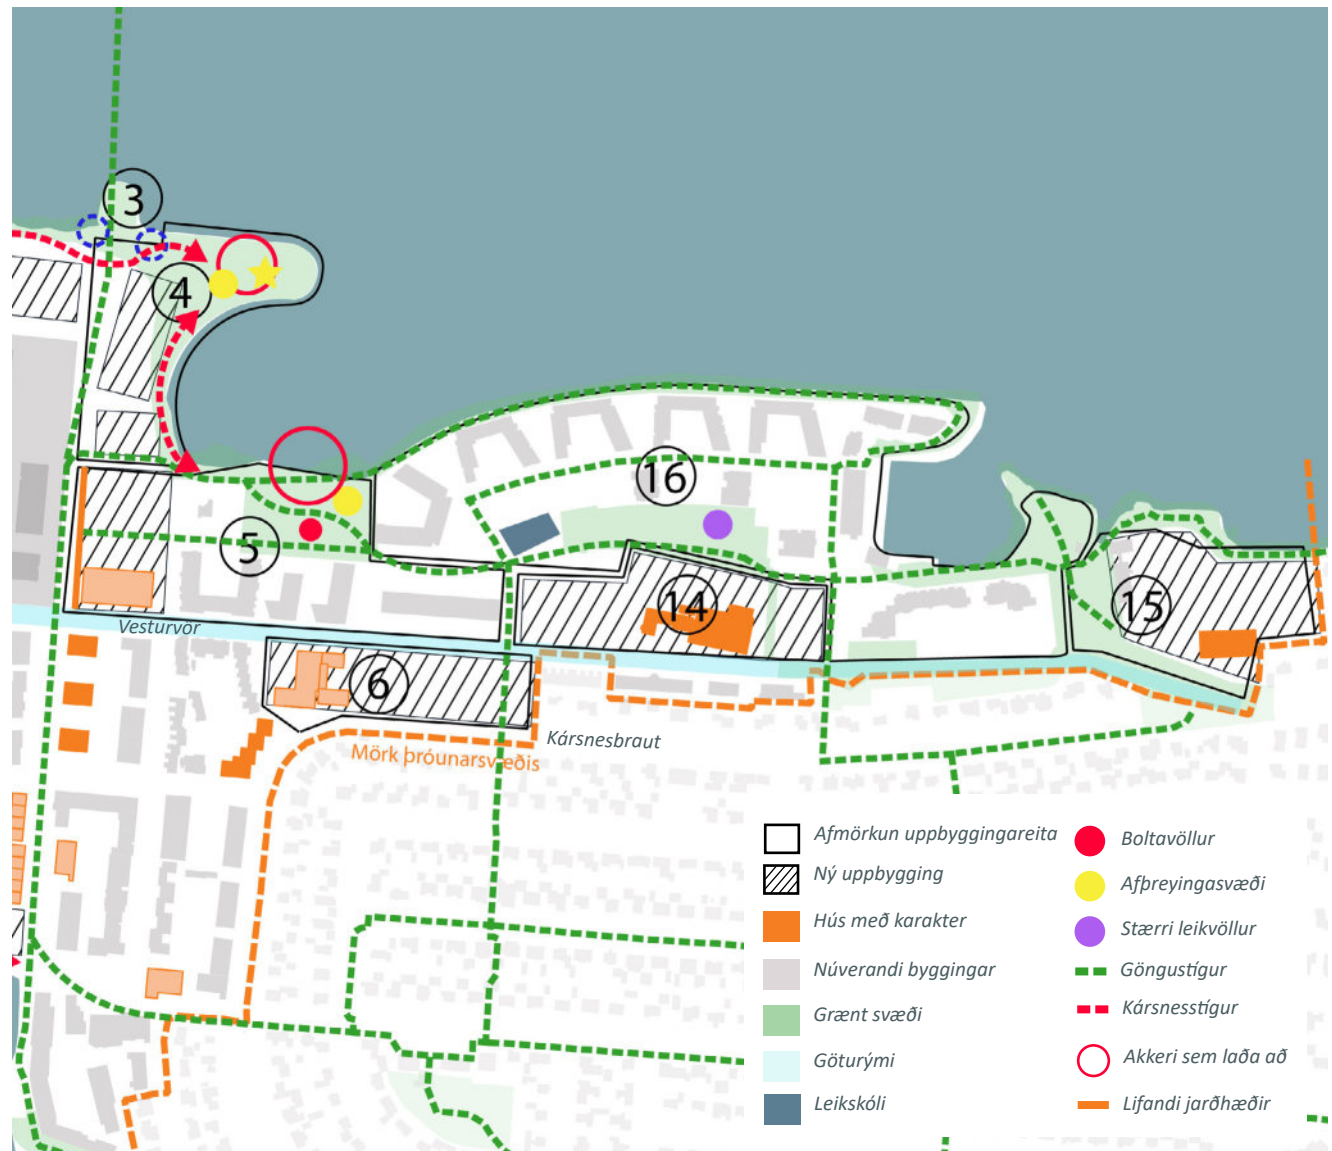 3
4
16
5
14
15
Vesturvör
6
Kársnesbraut
Mörk þróunarsvæðis
Afmörkun uppbyggingareita
Ný uppbygging
Hús með karakter
Núverandi byggingar
Grænt svæði
Göturými
Leikskóli
Boltavöllur
Afþreyingasvæði
Stærri leikvöllur
Göngustígur
Kársnesstígur
Akkeri sem laða að
Lifandi jarðhæðir